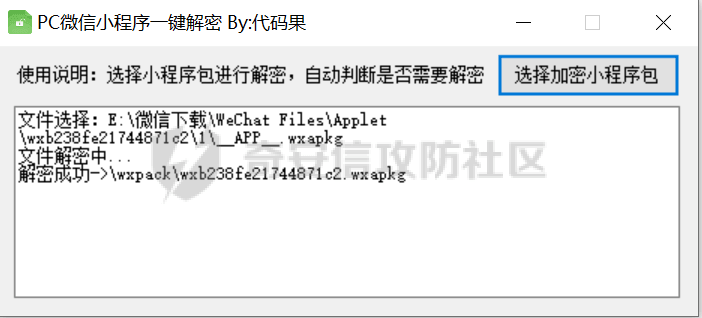 PC微信小程序一键解密 By:代码果
使用说明：选择小程序包进行解密，自动判断是否需要解密
选择加密小程序包
文件选择：E:\微信下载\WeChat Files\Applet
\wxb238fe21744871c2\1\__APP__.wxapkg
文件解密中...
解密成功->\wxpack\wxb238fe21744871c2.wxapkg
奇安信攻防社区